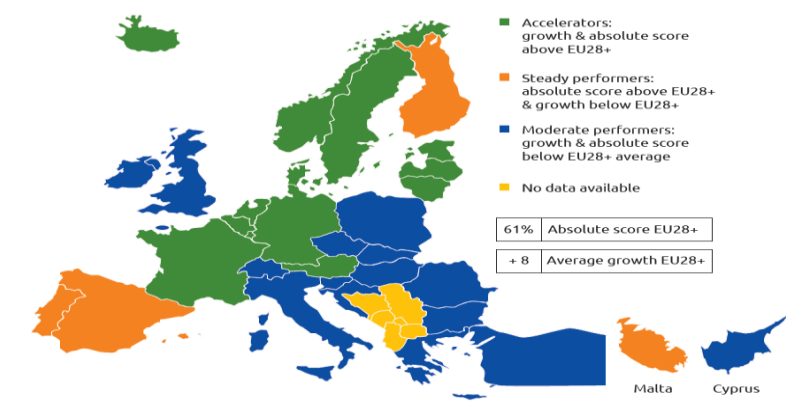 Accelerators:
growth & absolute score
above EU28+
Steady performers:
absolute score above EU28+
& growth below EU28+
Moderate performers:
growth & absolute score
below EU28+ average
No data available
61% Absolute score EU28+
+ 8 Average growth EU28+
Malta Cyprus